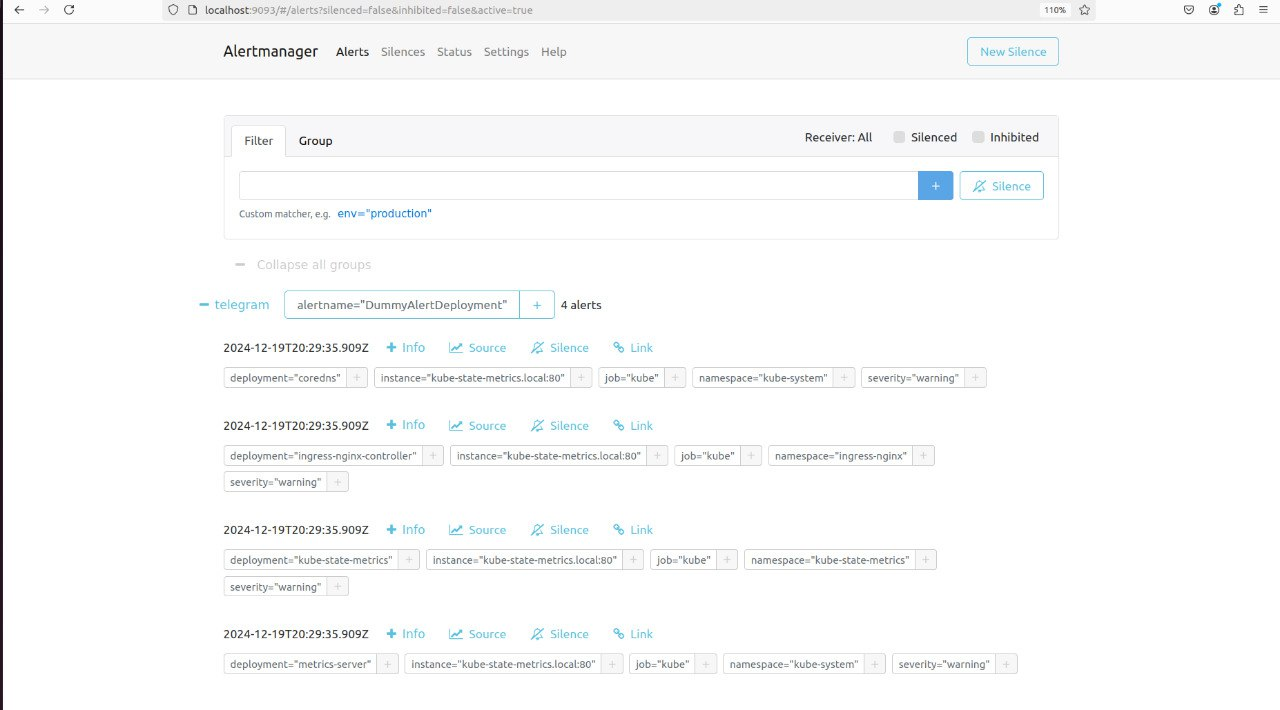 localhost:9093/#/alerts?silenced=false&inhibited=false&active=true 110%
Alertmanager Alerts Silences Status Settings Help New Silence
Filter Group Receiver: All Silenced Inhibited
+ Silence
Custom matcher, e.g. env="production"
Collapse all groups
telegram alertname="DummyAlertDeployment" + 4 alerts
2024-12-19T20:29:35.909Z + Info Source Silence Link
deployment="coredns" + instance="kube-state-metrics.local:80" + job="kube" + namespace="kube-system" + severity="warning" +
2024-12-19T20:29:35.909Z + Info Source Silence Link
deployment="ingress-nginx-controller" + instance="kube-state-metrics.local:80" + job="kube" + namespace="ingress-nginx" +
severity="warning" +
2024-12-19T20:29:35.909Z + Info Source Silence Link
deployment="kube-state-metrics" + instance="kube-state-metrics.local:80" + job="kube" + namespace="kube-state-metrics" +
severity="warning" +
2024-12-19T20:29:35.909Z + Info Source Silence Link
deployment="metrics-server" + instance="kube-state-metrics.local:80" + job="kube" + namespace="kube-system" + severity="warning" +